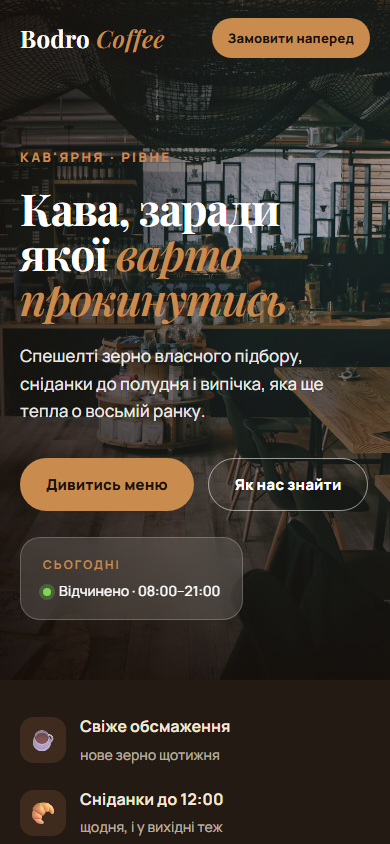 Bodro Coffee
Замовити наперед
КАВ'ЯРНЯ · РІВНЕ
Кава, заради
якої варто
прокинутись
Спешелті зерно власного підбору,
сніданки до полудня і випічка, яка ще
тепла о восьмій ранку.
Дивитись меню
Як нас знайти
СЬОГОДНІ
Відчинено · 08:00–21:00
Свіже обсмаження
нове зерно щотижня
Сніданки до 12:00
щодня, і у вихідні теж